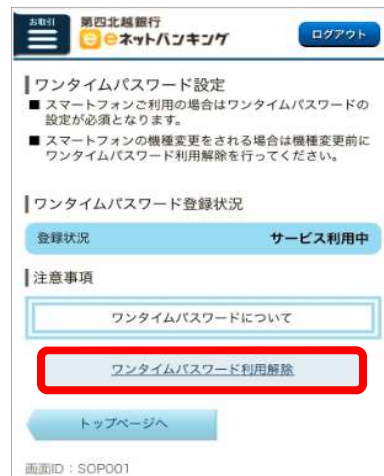 お取引
第四北越銀行
eネットバンキング
ログアウト
ワンタイムパスワード設定
■ スマートフォンご利用の場合はワンタイムパスワードの
設定が必須となります。
■ スマートフォンの機種変更をされる場合は機種変更前に
ワンタイムパスワード利用解除を行ってください。
ワンタイムパスワード登録状況
登録状況 サービス利用中
注意事項
ワンタイムパスワードについて
ワンタイムパスワード利用解除
トップページへ
画面ID：SOP001